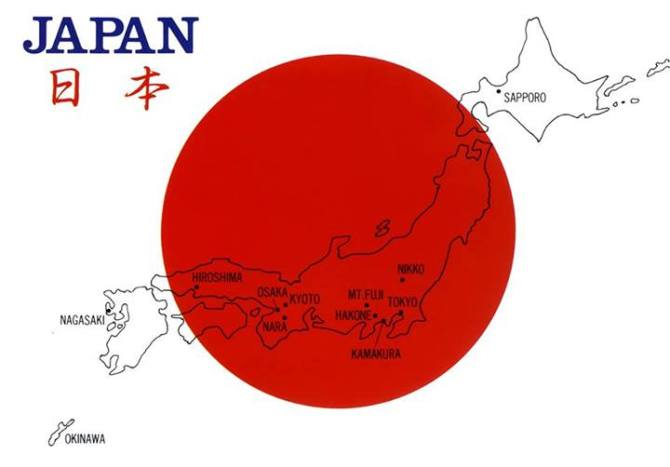 JAPAN
日本
SAPPORO
NIKKO
HIROSHIMA
OSAKA
KYOTO
MT.FUJI
TOKYO
NAGASAKI
HAKONE
NARA
KAMAKURA
OKINAWA